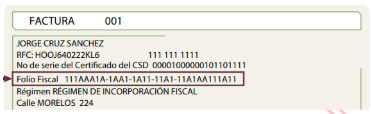 FACTURA 001
JORGE CRUZ SANCHEZ
RFC: HOOJ640222KL6 111 111 1111
No de serie del Certificado del CSD 00001000000101101111
Folio Fiscal 111AAA1A-1AA1-1A11-11A1-11A1AA111A11
Régimen RÉGIMEN DE INCORPORACIÓN FISCAL
Calle MORELOS 224